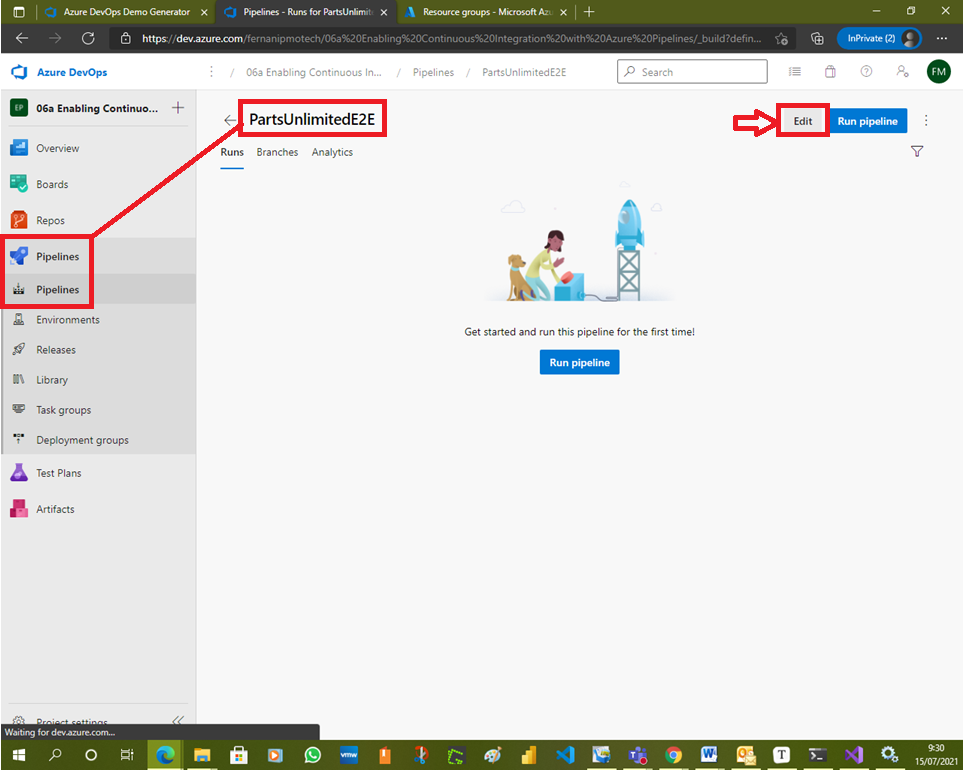 Azure DevOps Demo Generator
Pipelines - Runs for PartsUnlimite
Resource groups - Microsoft Azu
https://dev.azure.com/fernanipmotech/06a%20Enabling%20Continuous%20Integration%20with%20Azure%20Pipelines/_build?defin...
InPrivate (2)
Azure DevOps
/ 06a Enabling Continuous In... / Pipelines / PartsUnlimitedE2E
Search
FM
EP 06a Enabling Continuo...
PartsUnlimitedE2E
Edit
Run pipeline
Runs Branches Analytics
Overview
Boards
Repos
Pipelines
Pipelines
Environments
Releases
Library
Task groups
Deployment groups
Test Plans
Artifacts
Get started and run this pipeline for the first time!
Run pipeline
Project settings
Waiting for dev.azure.com...
vmw
T
9:30
15/07/2021